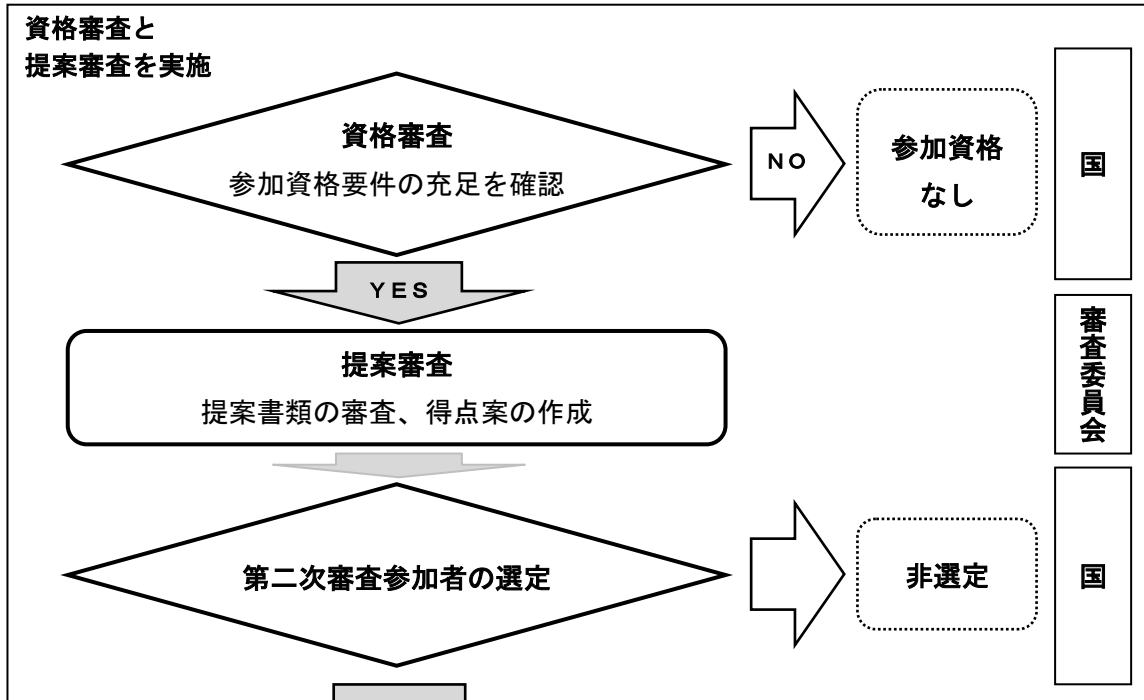 資格審査と
提案審査を実施
資格審査
参加資格要件の充足を確認
NO
参加資格
なし
国
YES
提案審査
提案書類の審査、得点案の作成
審査委員会
第二次審査参加者の選定
非選定
国